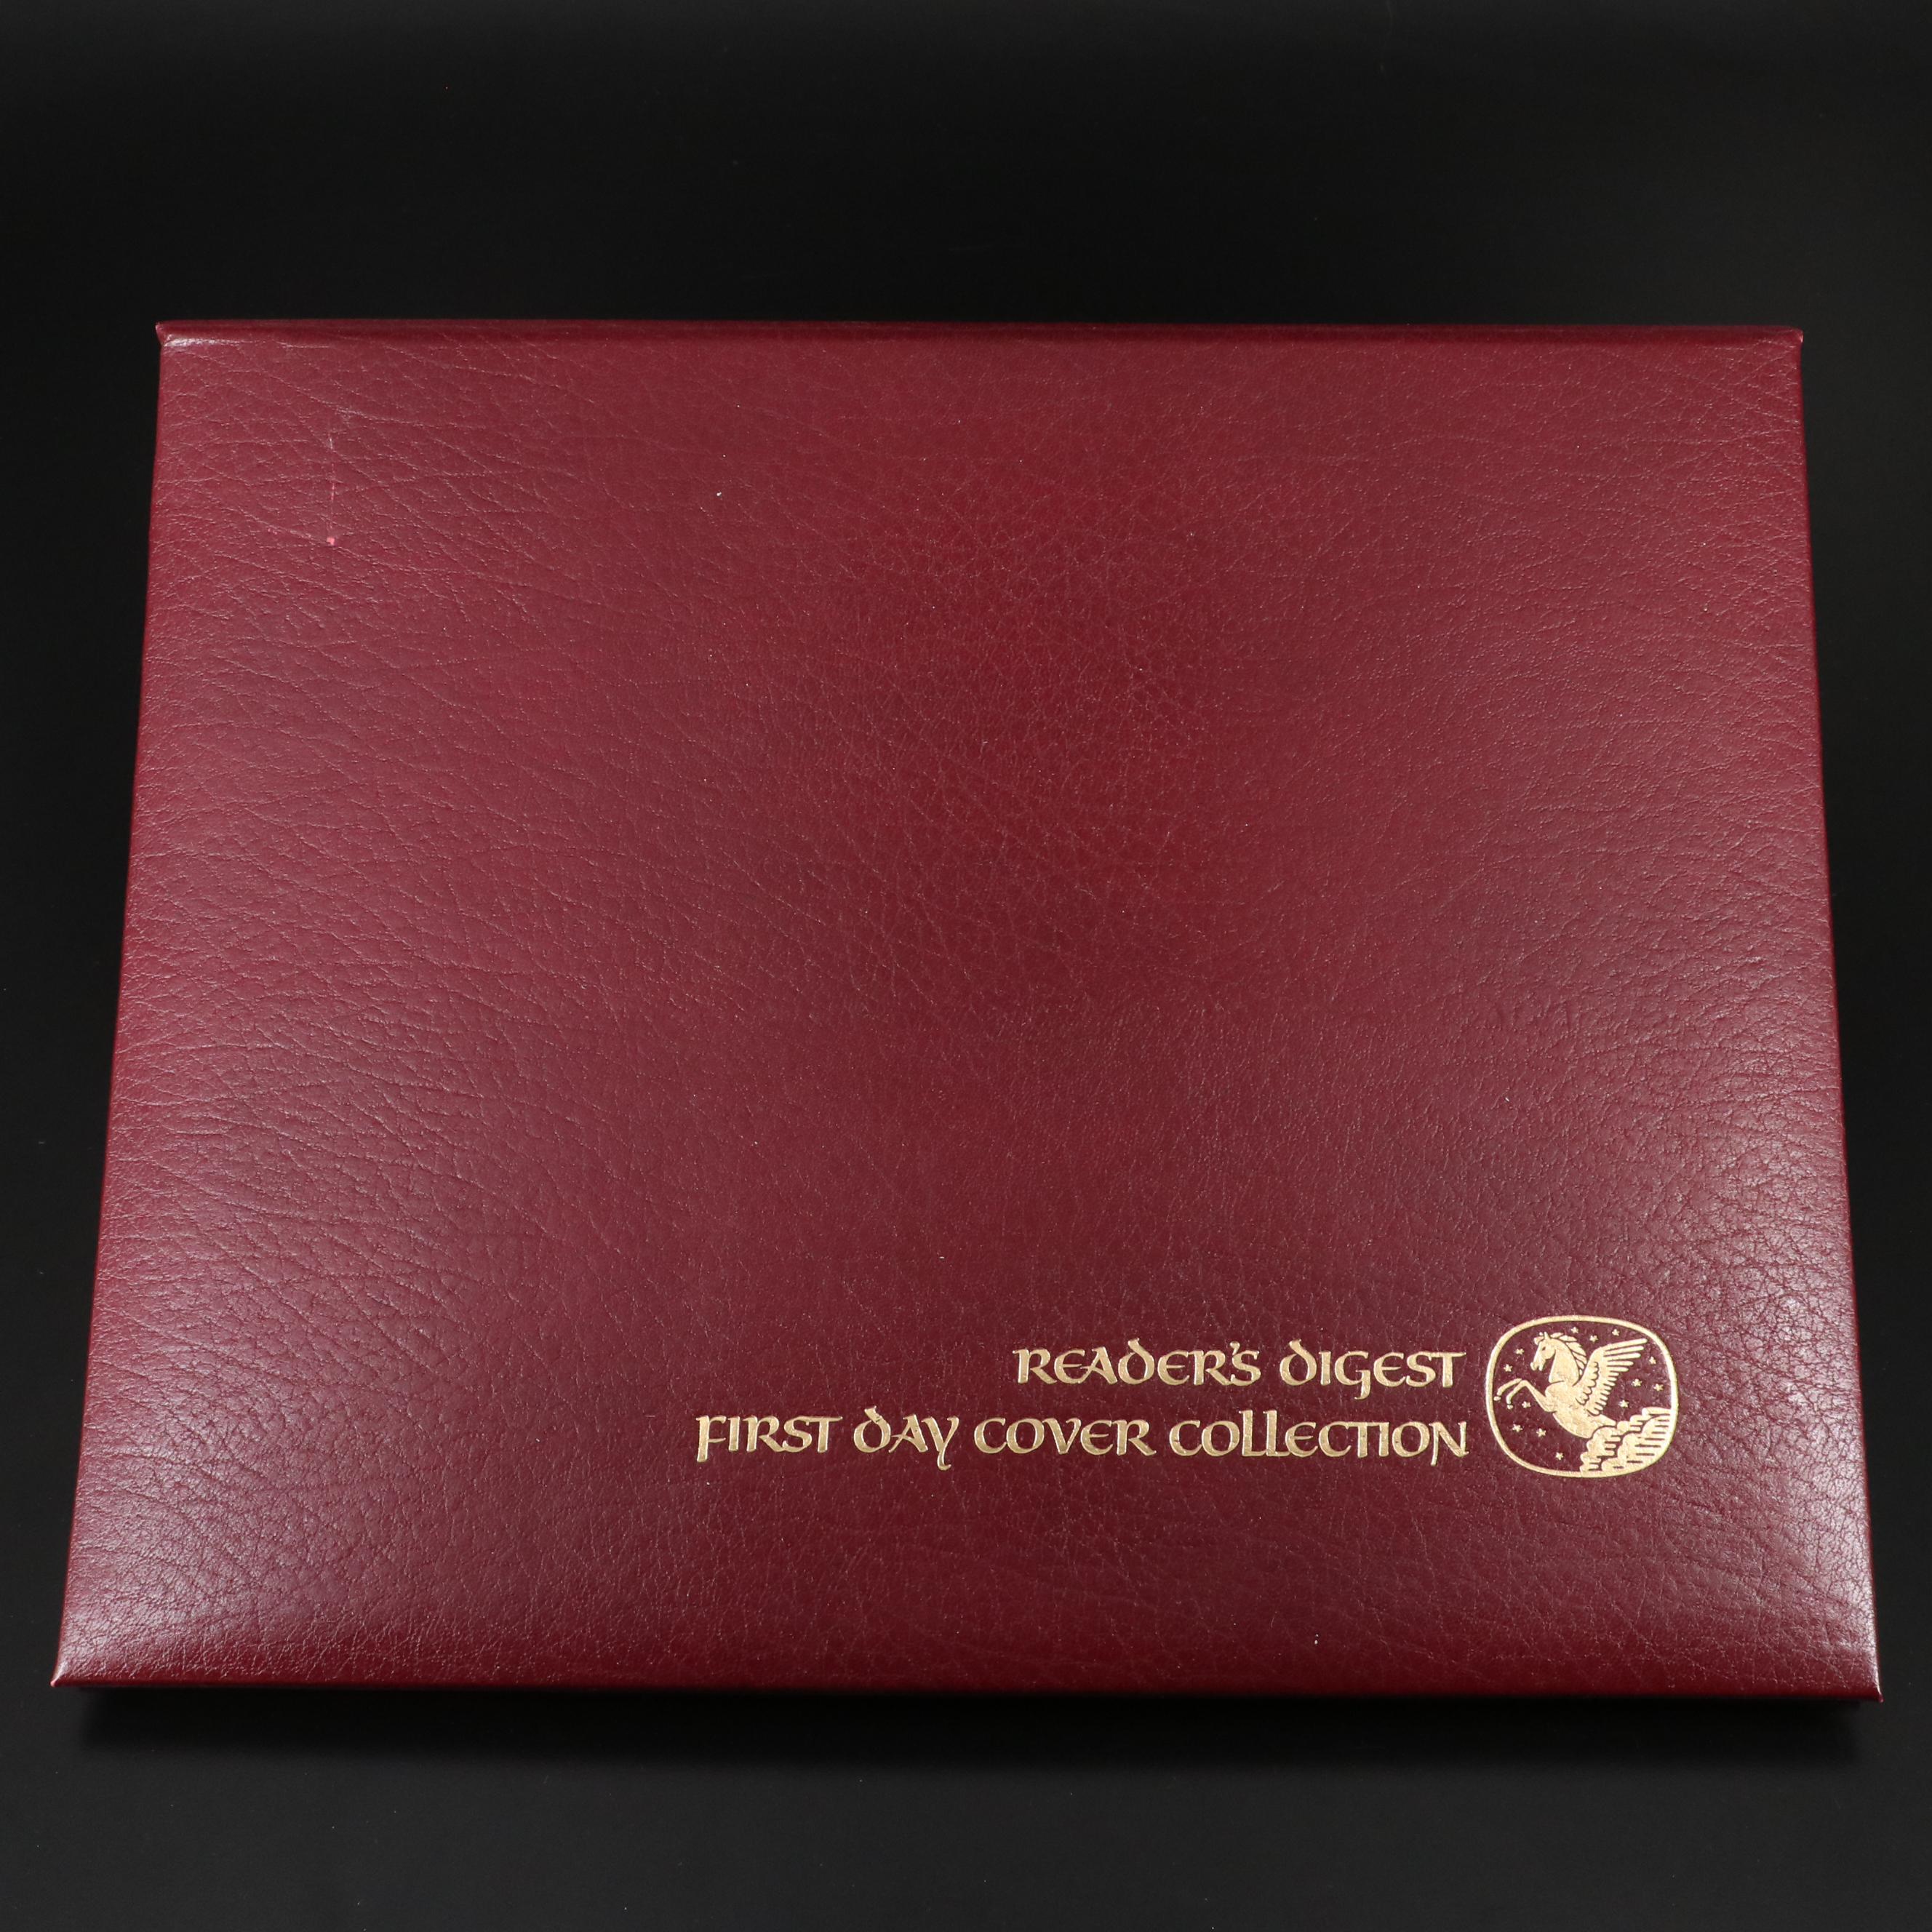 READER'S DIGEST
FIRST DAY COVER COLLECTION